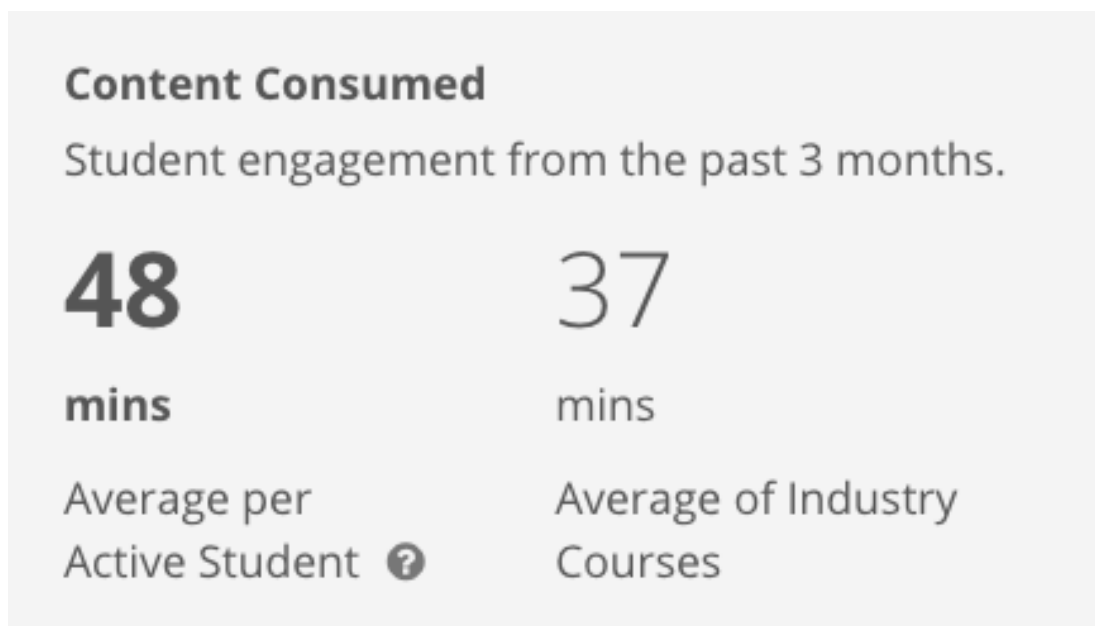 Content Consumed
Student engagement from the past 3 months.
48
37
mins
mins
Average per
Active Student ?
Average of Industry
Courses